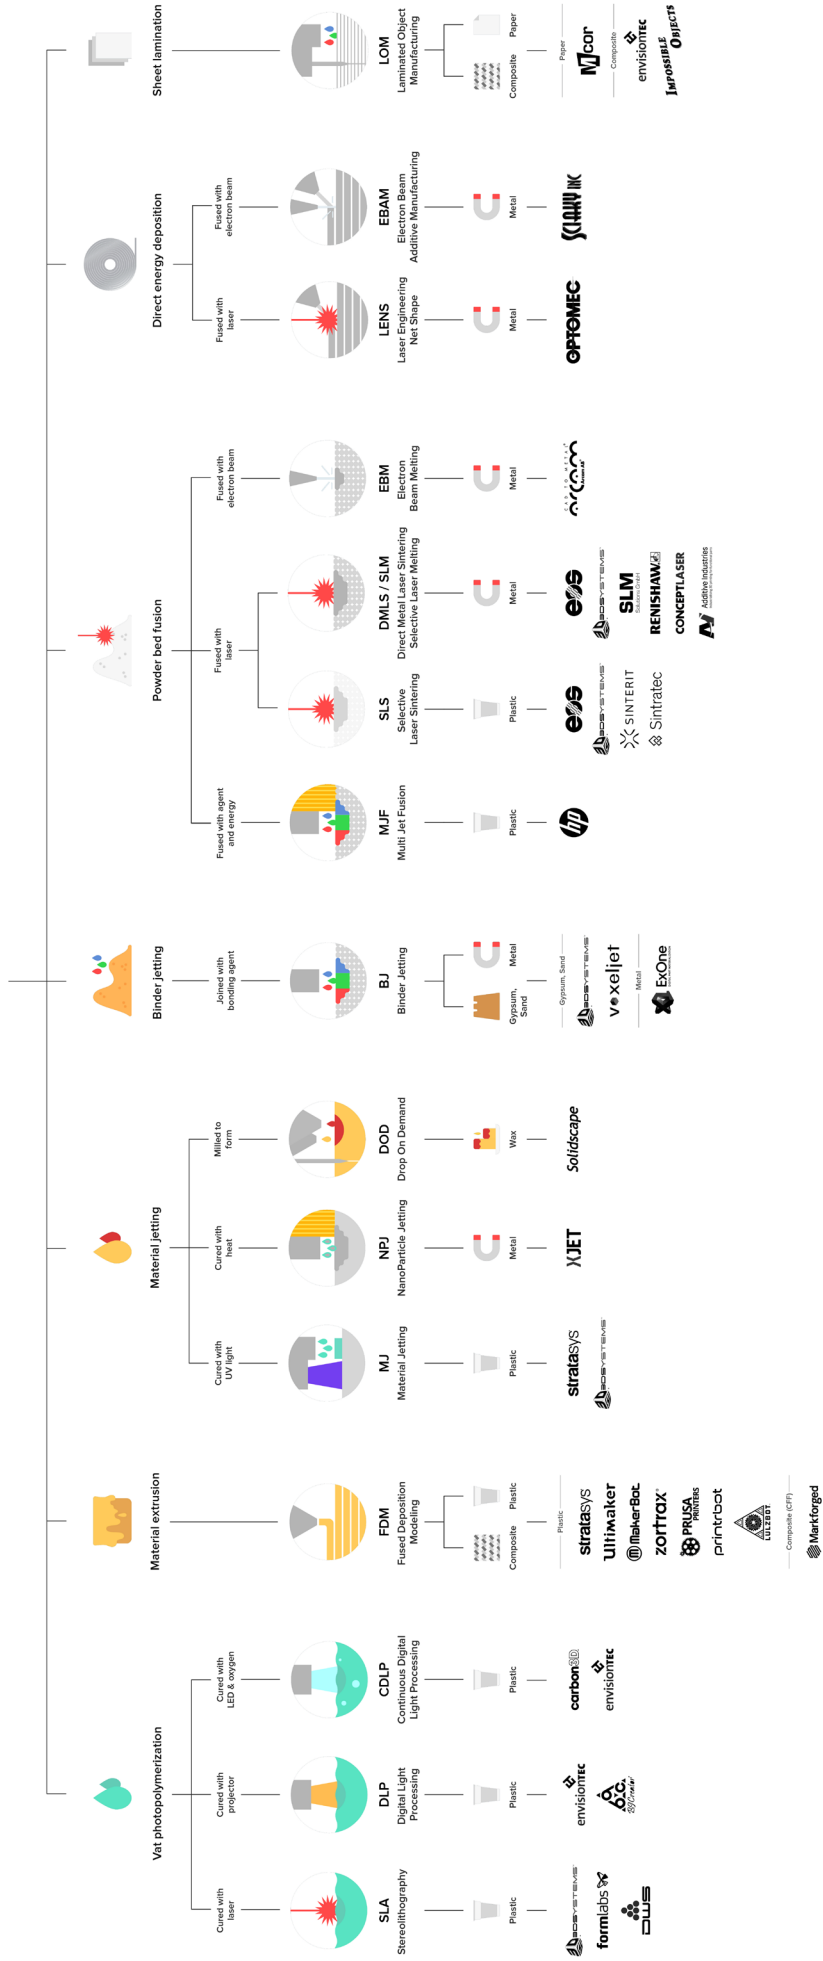 Vat photopolymerization
Cured with
laser
SLA
Stereolithography
Plastic
3D SYSTEMS
formlabs
DWS
Cured with
projector
DLP
Digital Light
Processing
Plastic
envisionTEC
B9Creator
Cured with
LED & oxygen
CDLP
Continuous Digital
Light Processing
Plastic
carbon3D
envisionTEC
Material extrusion
FDM
Fused Deposition
Modeling
Composite
Plastic
Plastic
stratasys
Ultimaker
MakerBot
zortrax
PRUSA
PRINTERS
printrbot
LULZBOT
Composite (CFF)
Markforged
Material jetting
Cured with
UV light
MJ
Material Jetting
Plastic
stratasys
3D SYSTEMS
Cured with
heat
NPJ
NanoParticle Jetting
Metal
XJET
Milled to
form
DOD
Drop On Demand
Wax
Solidscape
Binder jetting
Joined with
bonding agent
BJ
Binder Jetting
Gypsum,
Sand
Metal
Gypsum, Sand
3D SYSTEMS
voxeljet
Metal
ExOne
Powder bed fusion
Fused with agent
and energy
MJF
Multi Jet Fusion
Plastic
hp
Fused with
laser
SLS
Selective
Laser Sintering
Plastic
eos
3D SYSTEMS
SINTERIT
Sintratec
DMLS / SLM
Direct Metal Laser Sintering
Selective Laser Melting
Metal
eos
3D SYSTEMS
SLM
Solutions GmbH
RENISHAW
CONCEPTLASER
Additive Industries
Fused with
electron beam
EBM
Electron
Beam Melting
Metal
CAD TO METAL
arcam
Arcam AB
Direct energy deposition
Fused with
laser
LENS
Laser Engineering
Net Shape
Metal
OPTOMEC
Fused with
electron beam
EBAM
Electron Beam
Additive Manufacturing
Metal
SCIAKY INC
Sheet lamination
LOM
Laminated Object
Manufacturing
Composite
Paper
Paper
Mcor
Composite
envisionTEC
IMPOSSIBLE
OBJECTS